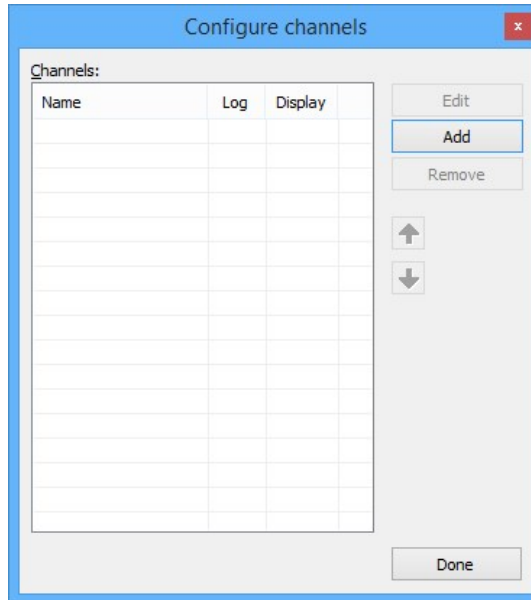 Configure channels
x
Channels:
Name Log Display
Edit
Add
Remove
Done